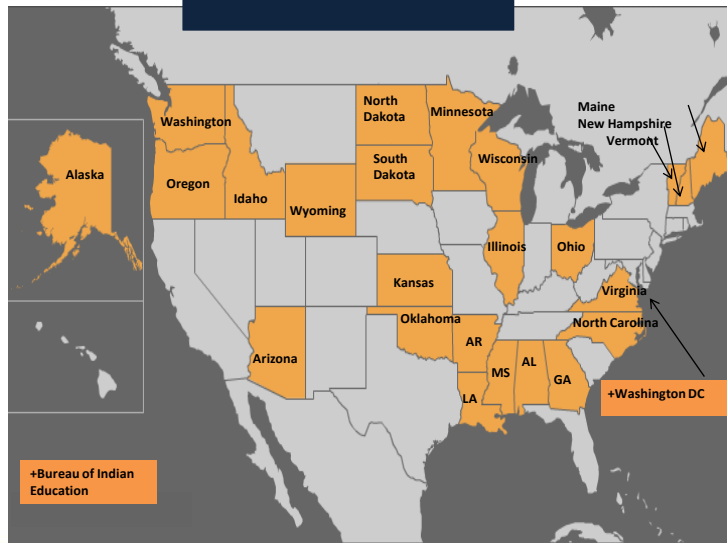 Maine
New Hampshire
Vermont
Washington
North
Dakota
Minnesota
Alaska
Oregon
Idaho
Wyoming
South
Dakota
Wisconsin
Illinois
Ohio
Kansas
Virginia
Oklahoma
North Carolina
Arizona
AR
MS
AL
GA
LA
+Washington DC
+Bureau of Indian
Education